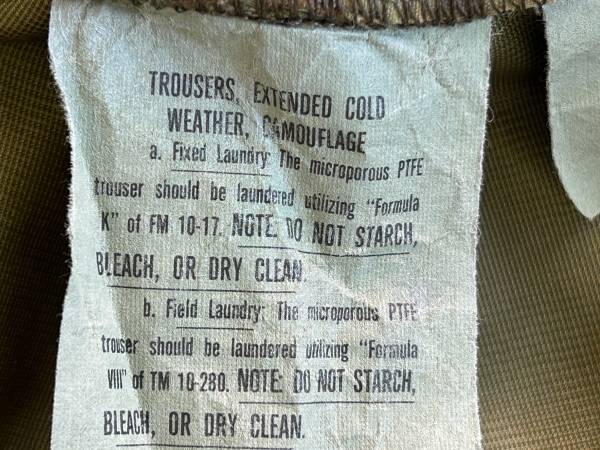 TROUSERS, EXTENDED COLD
WEATHER, CAMOUFLAGE
a. Fixed Laundry: The microporous PTFE
trouser should be laundered utilizing "Formula
K" of FM 10-17. NOTE: DO NOT STARCH,
BLEACH, OR DRY CLEAN.
b. Field Laundry: The microporous PTFE
trouser should be laundered utilizing "Formula
VIII" of TM 10-280. NOTE: DO NOT STARCH,
BLEACH, OR DRY CLEAN.